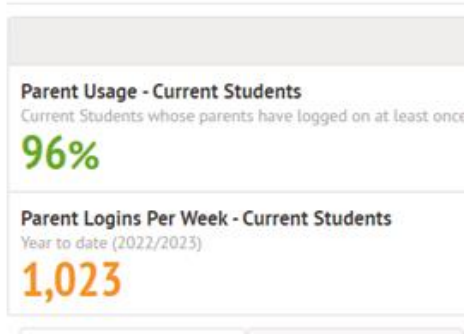 Parent Usage - Current Students
Current Students whose parents have logged on at least once
96%
Parent Logins Per Week - Current Students
Year to date (2022/2023)
1,023